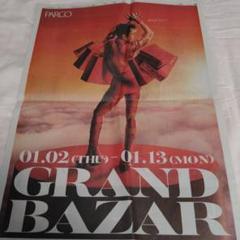 PARCO
01.02 (THU) – 01.13 (MON)
GRAND
BAZAR